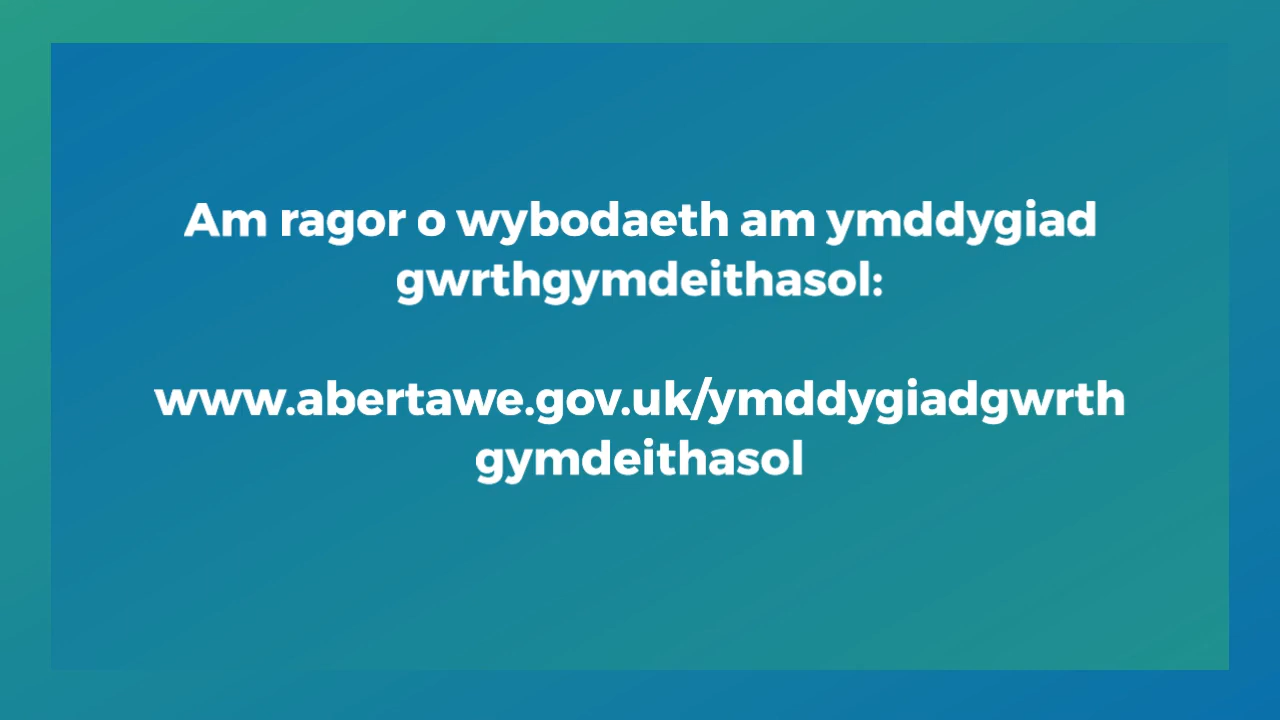 Am ragor o wybodaeth am ymddygiad
gwrthgymdeithasol:
www.abertawe.gov.uk/ymddygiadgwrth
gymdeithasol